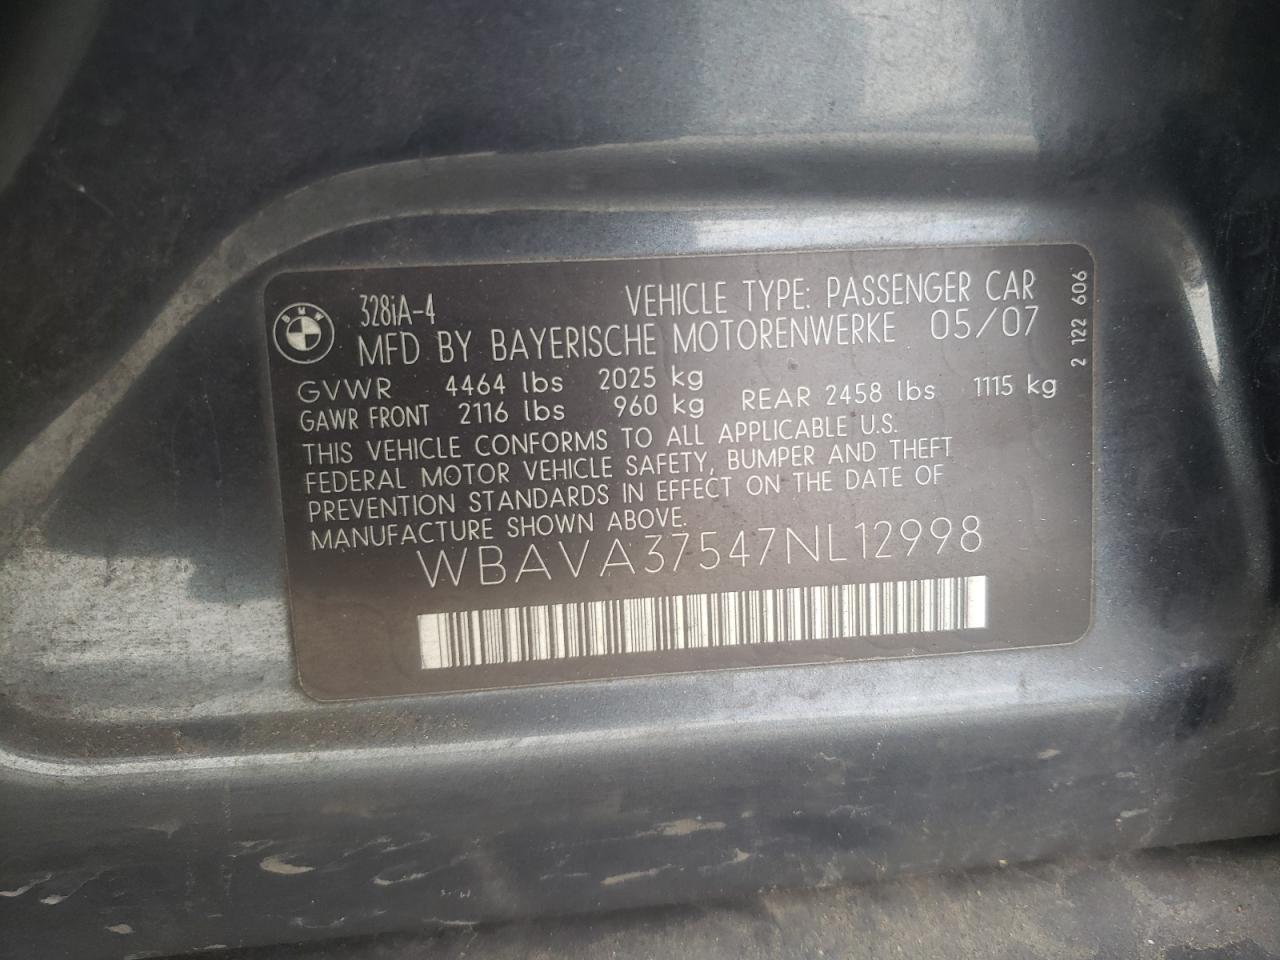 BMW
328iA-4
VEHICLE TYPE: PASSENGER CAR
MFD BY BAYERISCHE MOTORENWERKE 05/07
GVWR 4464 lbs 2025 kg
GAWR FRONT 2116 lbs 960 kg REAR 2458 lbs 1115 kg
THIS VEHICLE CONFORMS TO ALL APPLICABLE U.S.
FEDERAL MOTOR VEHICLE SAFETY, BUMPER AND THEFT
PREVENTION STANDARDS IN EFFECT ON THE DATE OF
MANUFACTURE SHOWN ABOVE.
WBAVA37547NL12998
2 122 606